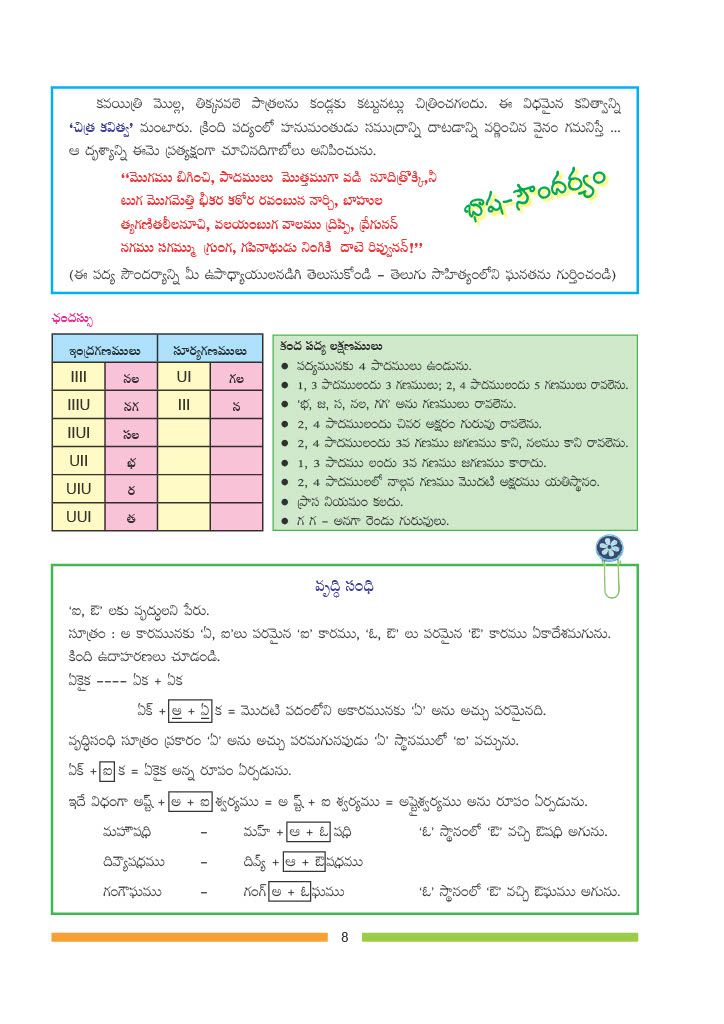 కవయిత్రి మొల్ల, తిక్కనవలె పాత్రలను కండ్లకు కట్టునట్లు చిత్రించగలదు. ఈ విధమైన కవిత్వాన్ని
‘చిత్ర కవిత్వ’ మంటారు. క్రింది పద్యంలో హనుమంతుడు సముద్రాన్ని దాటడాన్ని వర్ణించిన వైనం గమనిస్తే ...
ఆ దృశ్యాన్ని ఈమె ప్రత్యక్షంగా చూచినదిగాబోలు అనిపించును.
“మొగము బిగించి, పాదములు మొత్తముగా వడి నూదిత్రొక్కి,నీ
టుగ మొగమెత్తి భీకర కఠోర రవంబున నార్చి, బాహుల
త్యగణితలీలనూచి, వలయంబుగ వాలము ద్రిప్పి, వ్రేగునన్
నగము సగమ్ము గ్రుంగ, గపినాథుడు నింగికి దాటె రివ్వునన్!”
భాష-సౌందర్యం
(ఈ పద్య సౌందర్యాన్ని మీ ఉపాధ్యాయులనడిగి తెలుసుకోండి – తెలుగు సాహిత్యంలోని ఘనతను గుర్తించండి)
ఛందస్సు
ఇంద్రగణములు సూర్యగణములు
IIII నల UI గల
IIIU నగ III న
IIUI సల
UII భ
UIU ర
UUI త
కంద పద్య లక్షణములు
● పద్యమునకు 4 పాదములు ఉండును.
● 1, 3 పాదములందు 3 గణములు; 2, 4 పాదములందు 5 గణములు రావలెను.
● ‘భ, జ, స, నల, గగ’ అను గణములు రావలెను.
● 2, 4 పాదములందు చివర అక్షరం గురువు రావలెను.
● 2, 4 పాదములందు 3వ గణము జగణము కాని, నలము కాని రావలెను.
● 1, 3 పాదము లందు 3వ గణము జగణము కారాదు.
● 2, 4 పాదములలో నాల్గవ గణము మొదటి అక్షరము యతిస్థానం.
● ప్రాస నియమం కలదు.
● గ గ – అనగా రెండు గురువులు.
వృద్ధి సంధి
‘ఐ, ఔ’ లకు వృద్ధులని పేరు.
సూత్రం : అ కారమునకు ‘ఏ, ఐ’లు పరమైన ‘ఐ’ కారము, ‘ఓ, ఔ’ లు పరమైన ‘ఔ’ కారము ఏకాదేశమగును.
కింది ఉదాహరణలు చూడండి.
ఏకైక ---- ఏక + ఏక
ఏక్ + అ + ఏ క = మొదటి పదంలోని అకారమునకు ‘ఏ’ అను అచ్చు పరమైనది.
వృద్ధిసంధి సూత్రం ప్రకారం ‘ఏ’ అను అచ్చు పరమగునపుడు ‘ఏ’ స్థానములో ‘ఐ’ వచ్చును.
ఏక్ + ఐ క = ఏకైక అన్న రూపం ఏర్పడును.
ఇదే విధంగా అష్ట్ + అ + ఐ శ్వర్యము = అ ష్ట్ + ఐ శ్వర్యము = అష్టైశ్వర్యము అను రూపం ఏర్పడును.
మహౌషధి – మహ్ + ఆ + ఓ షధి ‘ఓ’ స్థానంలో ‘ఔ’ వచ్చి ఔషధి అగును.
దివ్యౌషధము – దివ్య్ + ఆ + ఔషధము
గంగౌఘము – గంగ్ అ + ఓఘము ‘ఓ’ స్థానంలో ‘ఔ’ వచ్చి ఔఘము అగును.
8